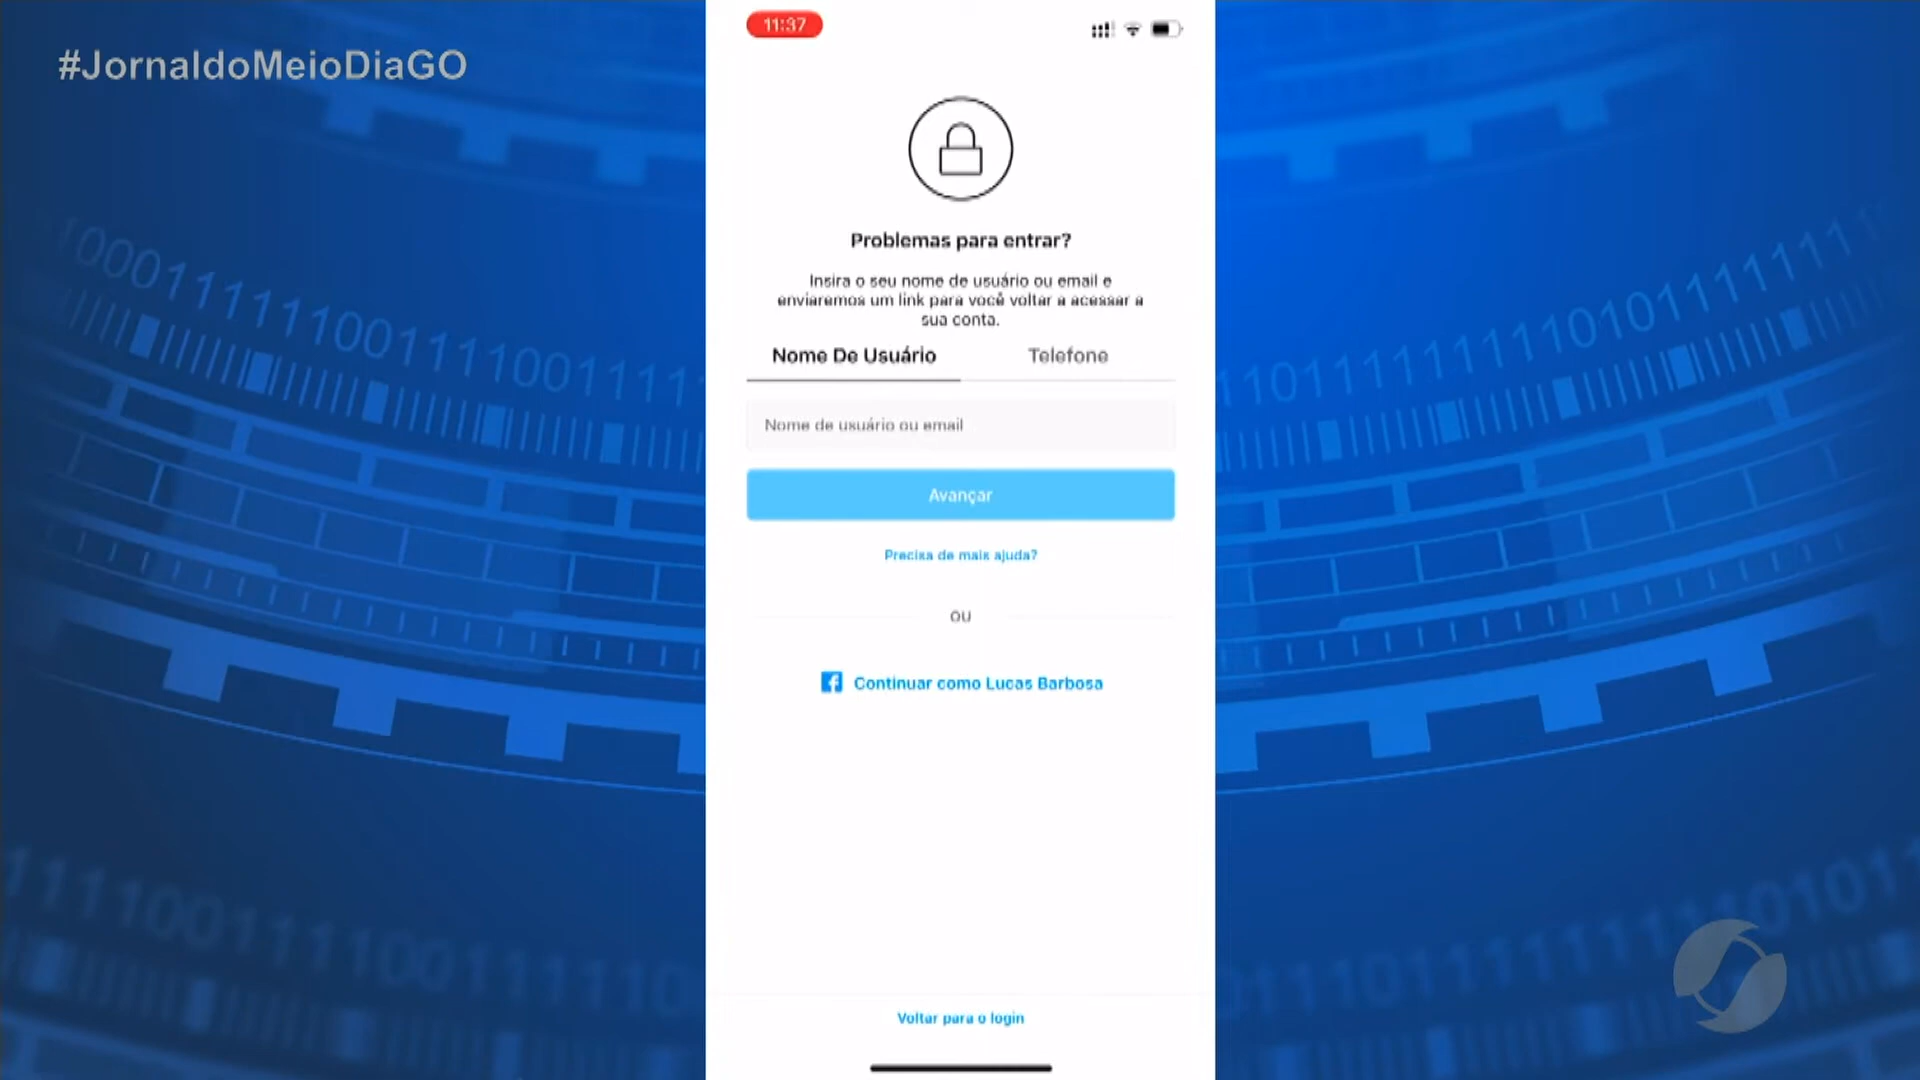 #JornaldoMeioDiaGO
11:37
Problemas para entrar?
Insira o seu nome de usuário ou email e
enviaremos um link para você voltar a acessar a
sua conta.
Nome De Usuário
Telefone
Nome de usuário ou email
Avançar
Precisa de mais ajuda?
OU
Continuar como Lucas Barbosa
Voltar para o login